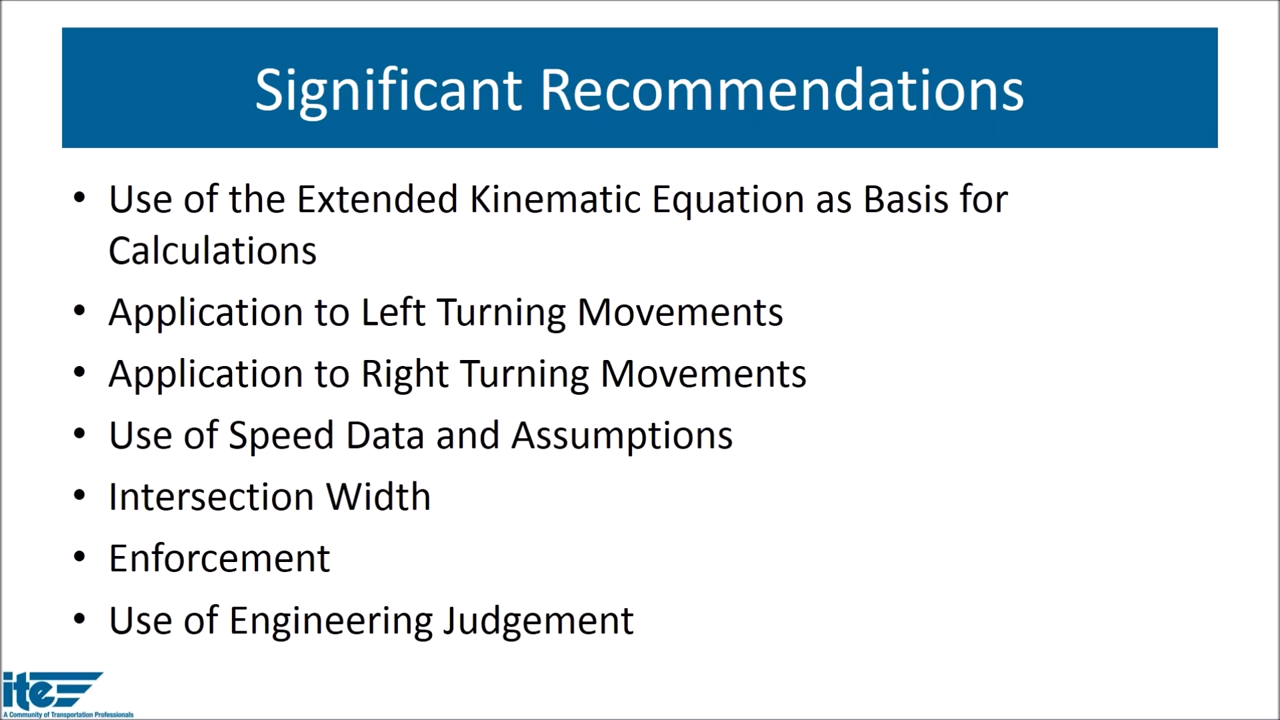 Significant Recommendations
• Use of the Extended Kinematic Equation as Basis for
Calculations
• Application to Left Turning Movements
• Application to Right Turning Movements
• Use of Speed Data and Assumptions
• Intersection Width
• Enforcement
• Use of Engineering Judgement
ite
A Community of Transportation Professionals